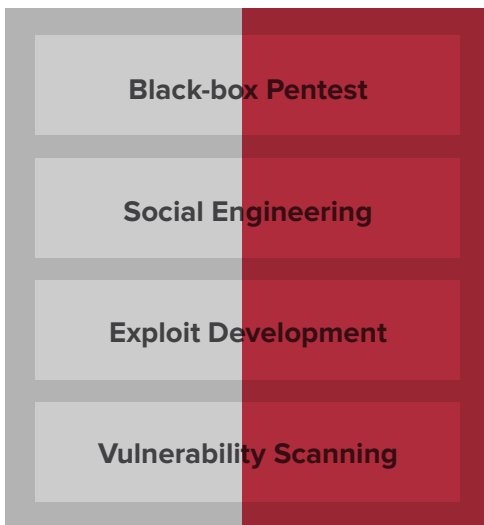 Black-box Pentest
Social Engineering
Exploit Development
Vulnerability Scanning